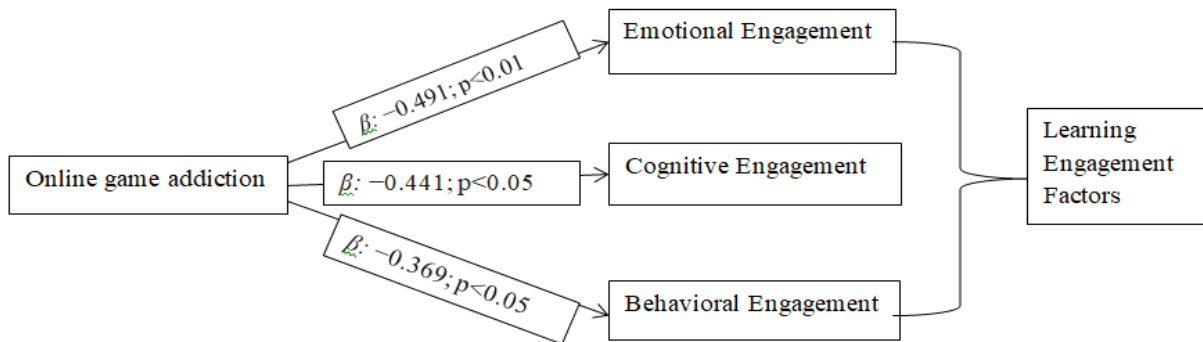 Emotional Engagement
β: −0.491; p<0.01
Online game addiction
β: −0.441; p<0.05
Cognitive Engagement
Learning
Engagement
Factors
β: −0.369; p<0.05
Behavioral Engagement